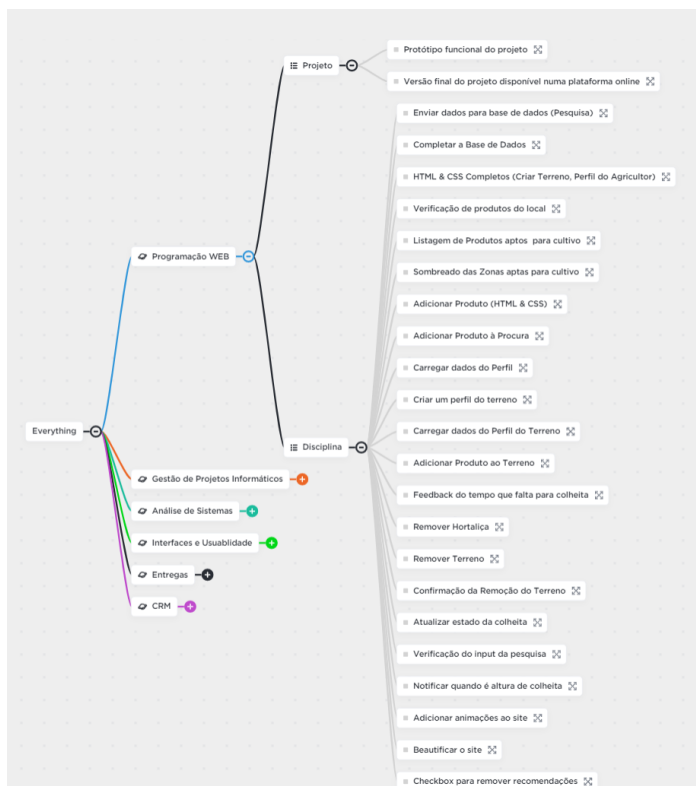 Projeto
Protótipo funcional do projeto
Versão final do projeto disponível numa plataforma online
Enviar dados para base de dados (Pesquisa)
Completar a Base de Dados
HTML & CSS Completos (Criar Terreno, Perfil do Agricultor)
Verificação de produtos do local
Programação WEB
Listagem de Produtos aptos para cultivo
Sombreado das Zonas aptas para cultivo
Adicionar Produto (HTML & CSS)
Adicionar Produto à Procura
Carregar dados do Perfil
Criar um perfil do terreno
Everything
Carregar dados do Perfil do Terreno
Disciplina
Adicionar Produto ao Terreno
Gestão de Projetos Informáticos
Feedback do tempo que falta para colheita
Análise de Sistemas
Remover Hortaliça
Interfaces e Usuablidade
Remover Terreno
Entregas
Confirmação da Remoção do Terreno
CRM
Atualizar estado da colheita
Verificação do input da pesquisa
Notificar quando é altura de colheita
Adicionar animações ao site
Beautificar o site
Checkbox para remover recomendações